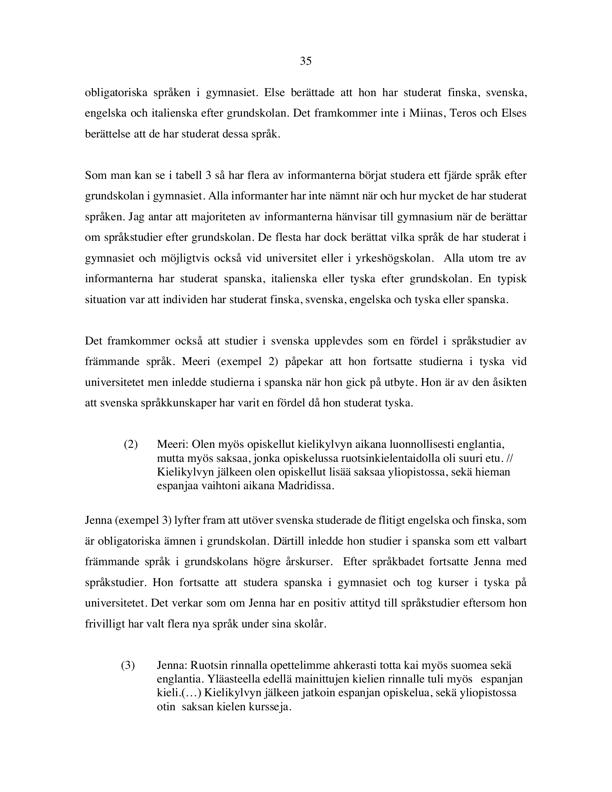 35
obligatoriska språken i gymnasiet. Else berättade att hon har studerat finska, svenska,
engelska och italienska efter grundskolan. Det framkommer inte i Miinas, Teros och Elses
berättelse att de har studerat dessa språk.
Som man kan se i tabell 3 så har flera av informanterna börjat studera ett fjärde språk efter
grundskolan i gymnasiet. Alla informanter har inte nämnt när och hur mycket de har studerat
språken. Jag antar att majoriteten av informanterna hänvisar till gymnasium när de berättar
om språkstudier efter grundskolan. De flesta har dock berättat vilka språk de har studerat i
gymnasiet och möjligtvis också vid universitet eller i yrkeshögskolan. Alla utom tre av
informanterna har studerat spanska, italienska eller tyska efter grundskolan. En typisk
situation var att individen har studerat finska, svenska, engelska och tyska eller spanska.
Det framkommer också att studier i svenska upplevdes som en fördel i språkstudier av
främmande språk. Meeri (exempel 2) påpekar att hon fortsatte studierna i tyska vid
universitetet men inledde studierna i spanska när hon gick på utbyte. Hon är av den åsikten
att svenska språkkunskaper har varit en fördel då hon studerat tyska.
(2) Meeri: Olen myös opiskellut kielikylvyn aikana luonnollisesti englantia,
mutta myös saksaa, jonka opiskelussa ruotsinkielentaidolla oli suuri etu. //
Kielikylvyn jälkeen olen opiskellut lisää saksaa yliopistossa, sekä hieman
espanjaa vaihtoni aikana Madridissa.
Jenna (exempel 3) lyfter fram att utöver svenska studerade de flitigt engelska och finska, som
är obligatoriska ämnen i grundskolan. Därtill inledde hon studier i spanska som ett valbart
främmande språk i grundskolans högre årskurser. Efter språkbadet fortsatte Jenna med
språkstudier. Hon fortsatte att studera spanska i gymnasiet och tog kurser i tyska på
universitetet. Det verkar som om Jenna har en positiv attityd till språkstudier eftersom hon
frivilligt har valt flera nya språk under sina skolår.
(3) Jenna: Ruotsin rinnalla opettelimme ahkerasti totta kai myös suomea sekä
englantia. Yläasteella edellä mainittujen kielien rinnalle tuli myös espanjan
kieli.(…) Kielikylvyn jälkeen jatkoin espanjan opiskelua, sekä yliopistossa
otin saksan kielen kursseja.